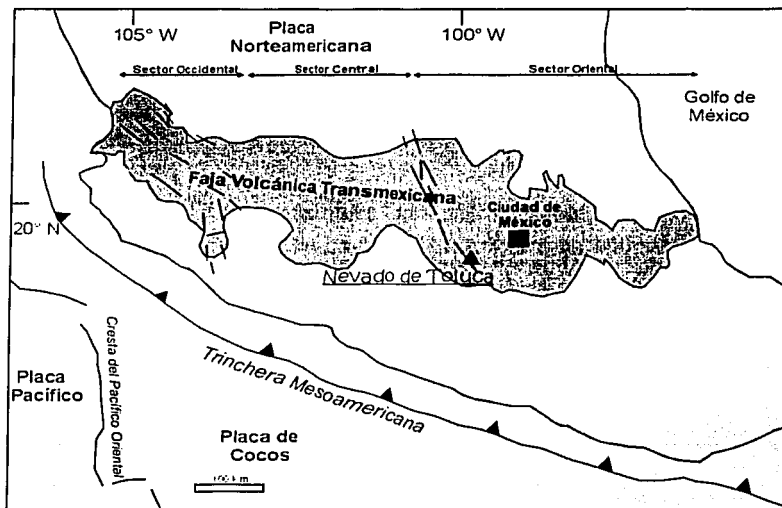 105° W
Placa
Norteamericana
100° W
Sector Occidental
Sector Central
Sector Oriental
Golfo de
México
Faja Volcánica Transmexicana
Ciudad de
México
20° N
Nevado de Toluca
Cresta del Pacífico Oriental
Trinchera Mesoamericana
Placa
Pacífico
Placa de
Cocos